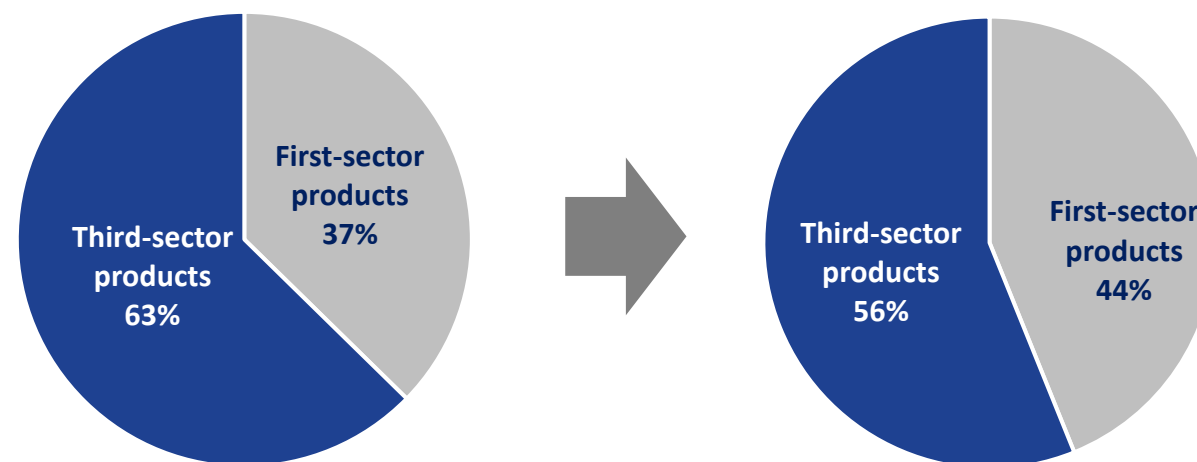 First-sector
products
37%
Third-sector
products
63%
First-sector
products
44%
Third-sector
products
56%